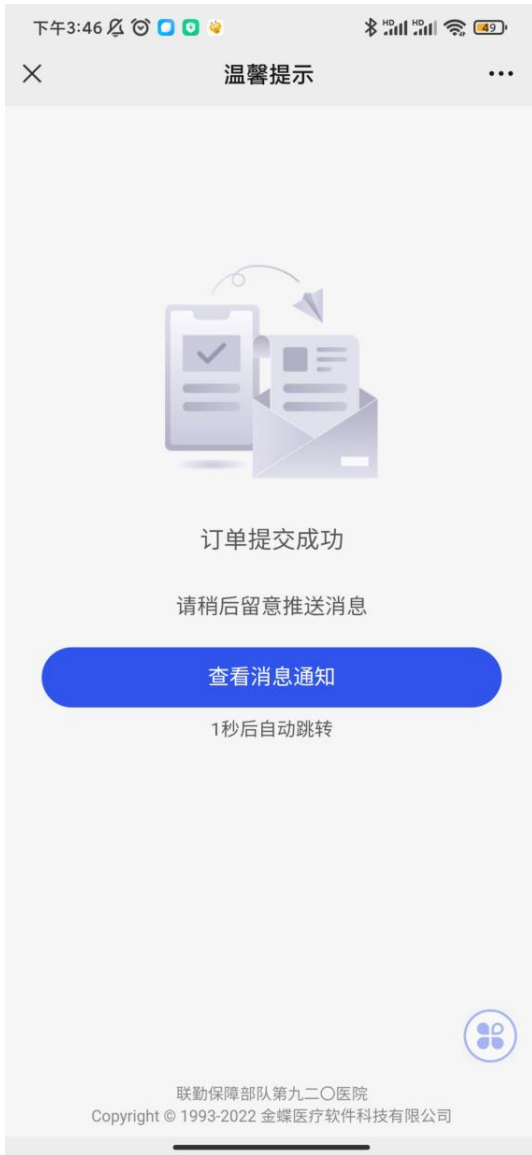 下午3:46
49
温馨提示
订单提交成功
请稍后留意推送消息
查看消息通知
1秒后自动跳转
联勤保障部队第九二〇医院
Copyright © 1993-2022 金蝶医疗软件科技有限公司